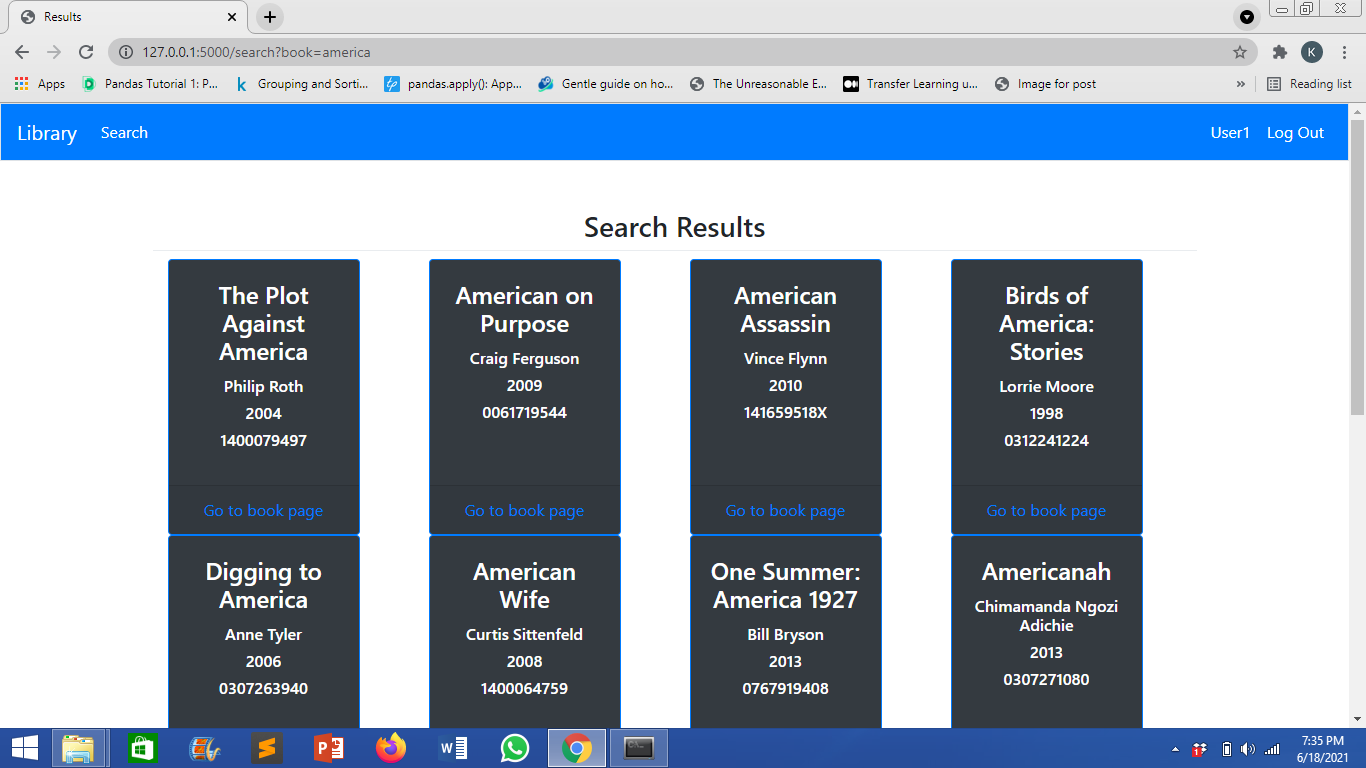 Results
127.0.0.1:5000/search?book=america
K
Apps
Pandas Tutorial 1: P...
Grouping and Sorti...
pandas.apply(): App...
Gentle guide on ho...
The Unreasonable E...
Transfer Learning u...
Image for post
»
Reading list
Library
Search
User1
Log Out
Search Results
The Plot
Against
America
Philip Roth
2004
1400079497
Go to book page
American on
Purpose
Craig Ferguson
2009
0061719544
Go to book page
American
Assassin
Vince Flynn
2010
141659518X
Go to book page
Birds of
America:
Stories
Lorrie Moore
1998
0312241224
Go to book page
Digging to
America
Anne Tyler
2006
0307263940
American
Wife
Curtis Sittenfeld
2008
1400064759
One Summer:
America 1927
Bill Bryson
2013
0767919408
Americanah
Chimamanda Ngozi
Adichie
2013
0307271080
7:35 PM
6/18/2021